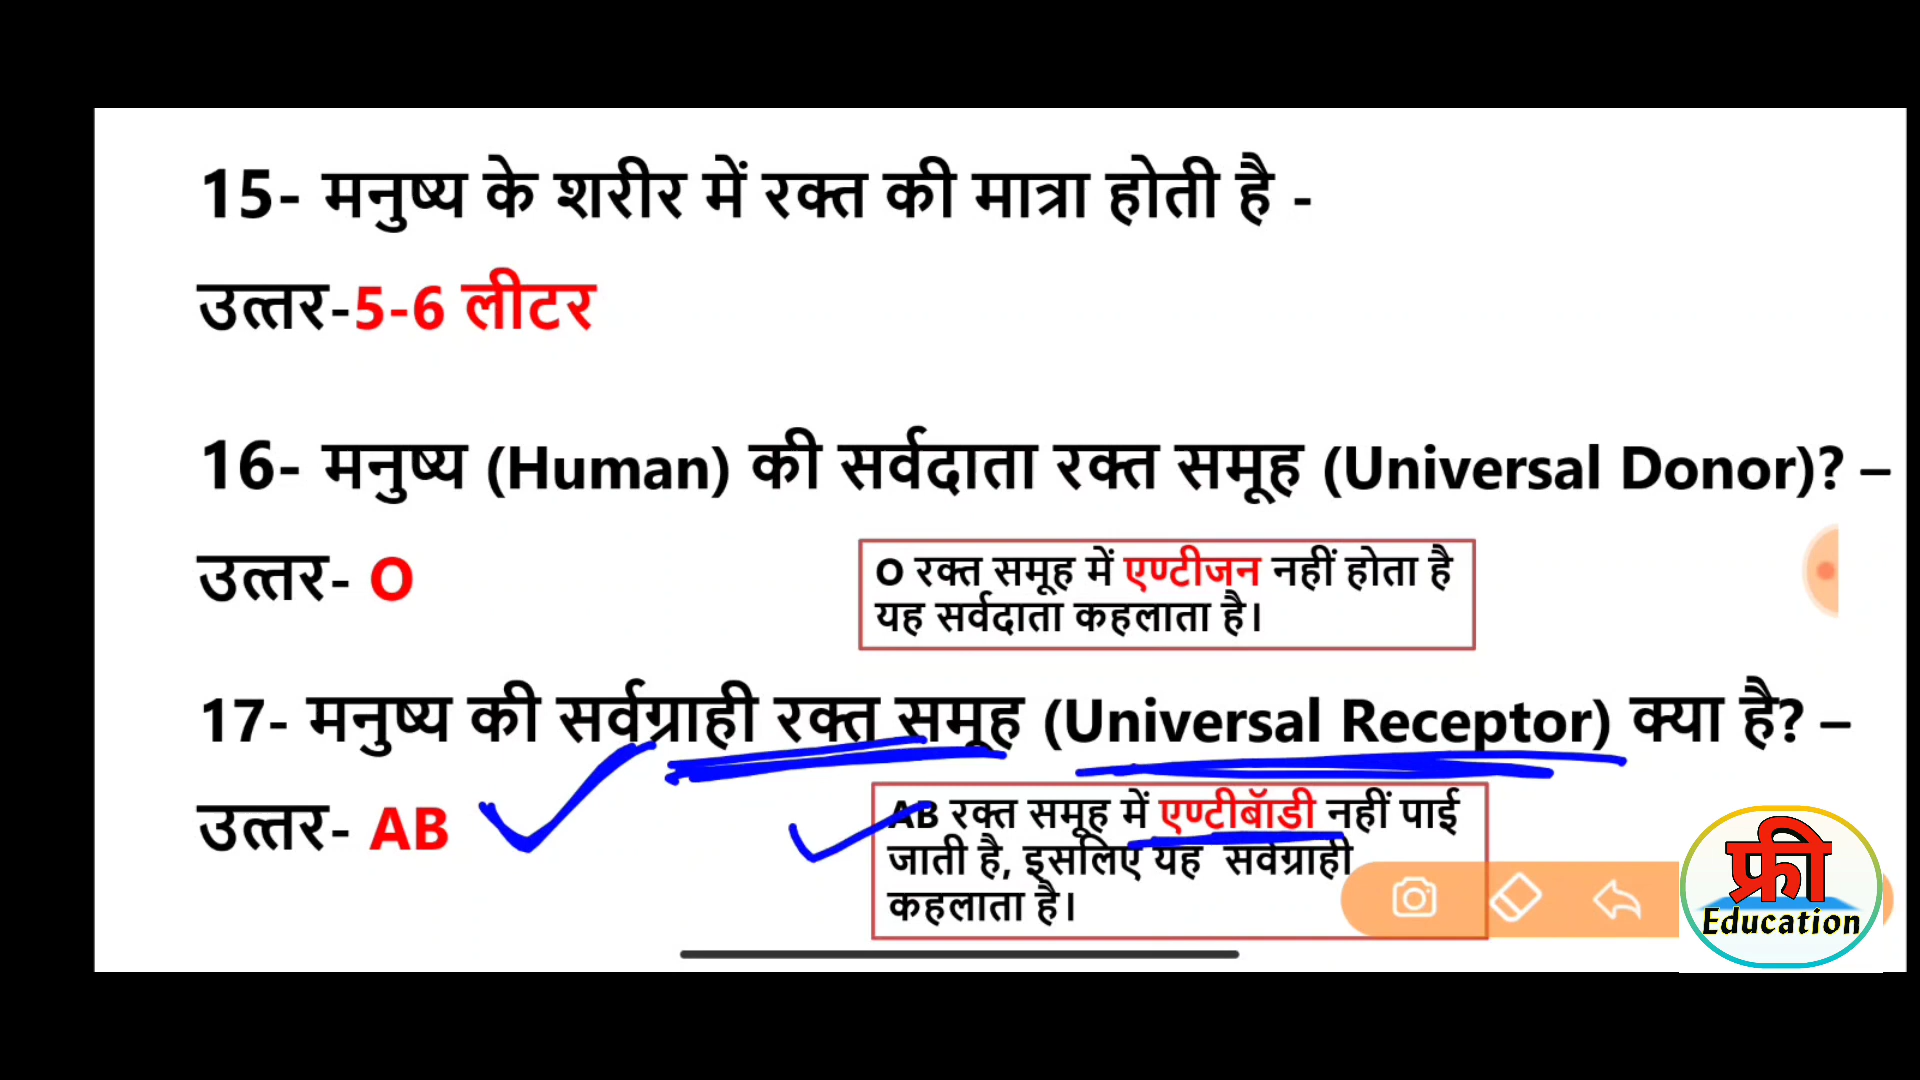 15- मनुष्य के शरीर में रक्त की मात्रा होती है -
उत्तर-5-6 लीटर
16- मनुष्य (Human) की सर्वदाता रक्त समूह (Universal Donor)? –
उत्तर- O
O रक्त समूह में एण्टीजन नहीं होता है
यह सर्वदाता कहलाता है।
17- मनुष्य की सर्वग्राही रक्त समूह (Universal Receptor) क्या है? –
उत्तर- AB
AB रक्त समूह में एण्टीबॉडी नहीं पाई
जाती है, इसलिए यह सर्वग्राही
कहलाता है।
फ्री
Education